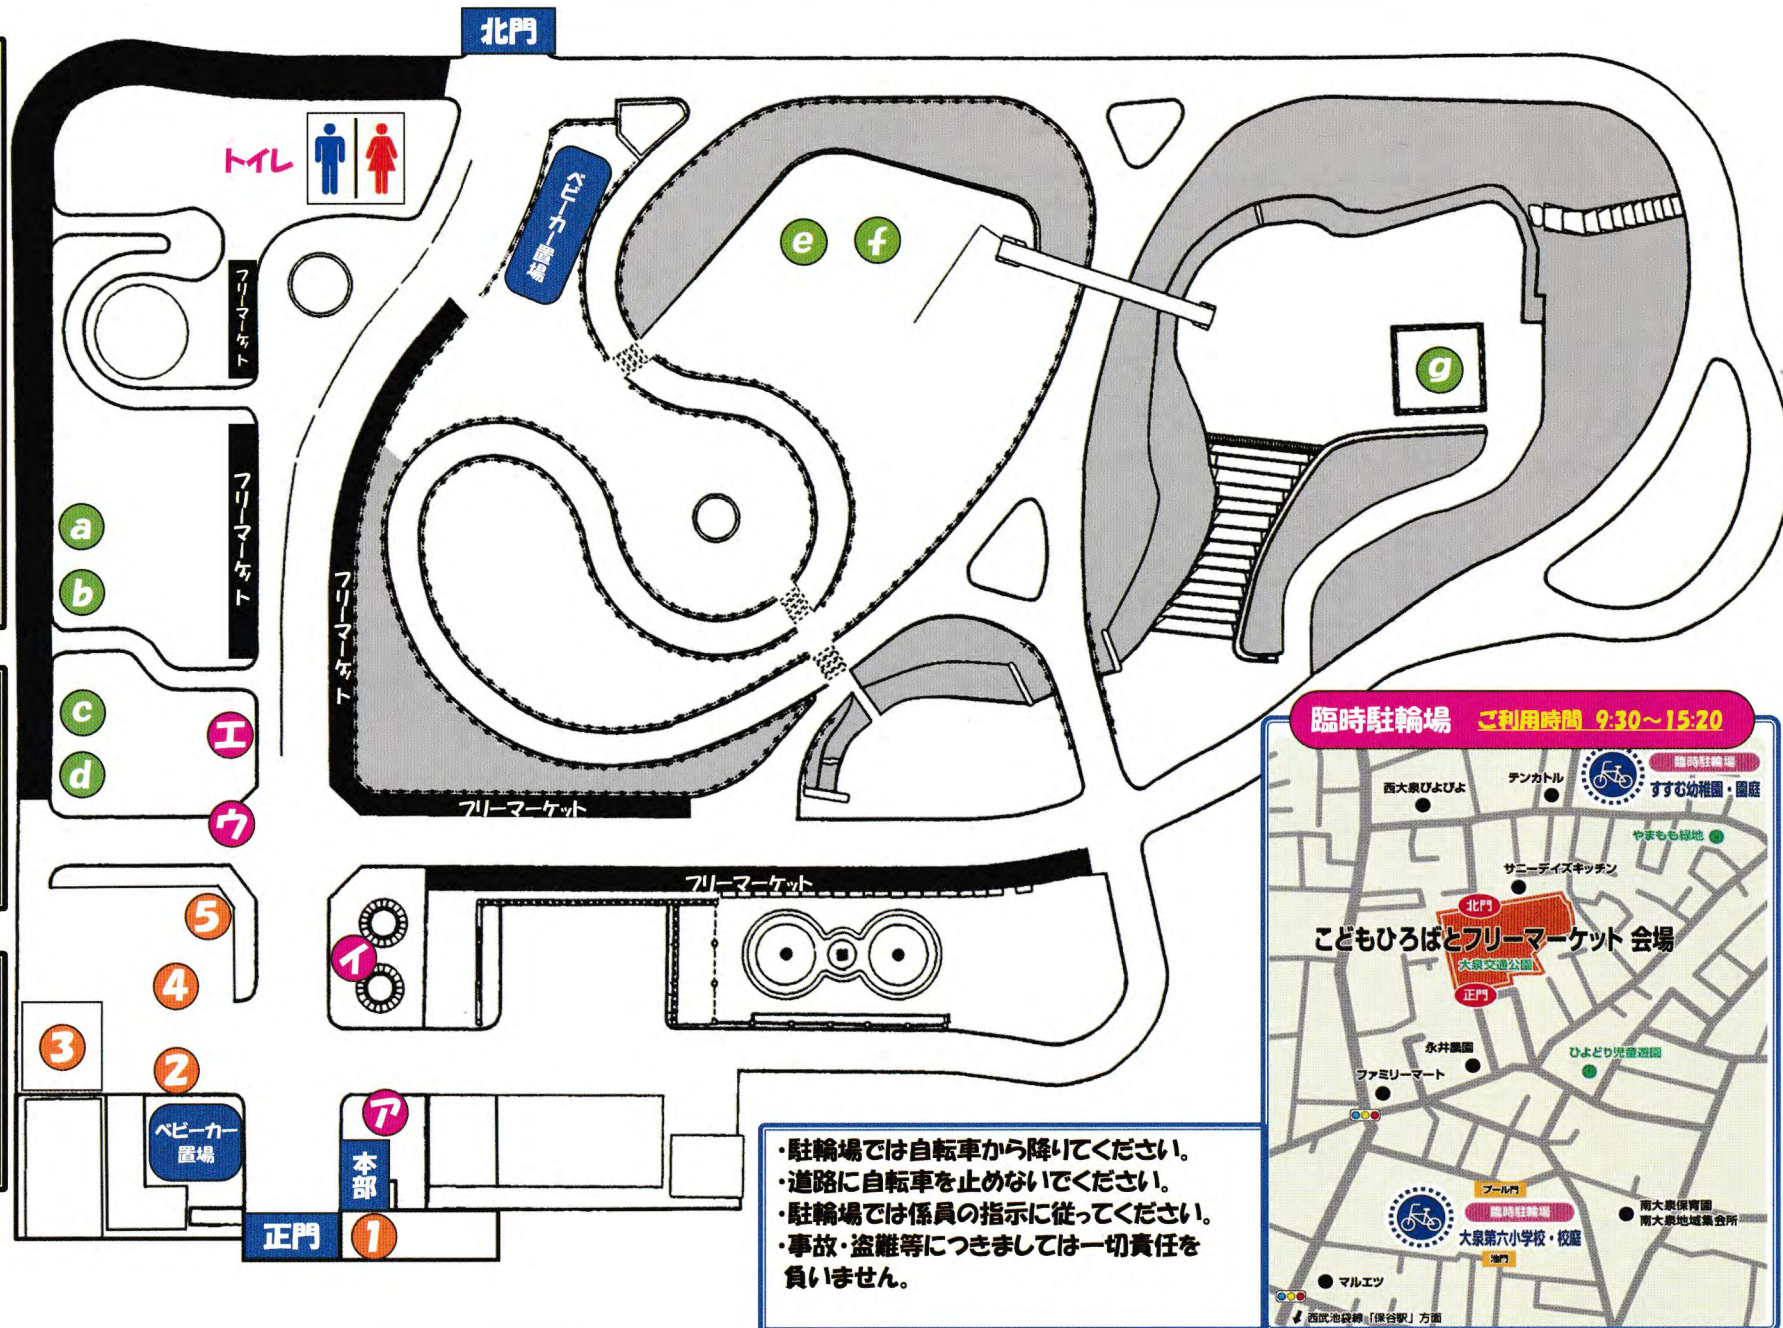 北門
トイレ
ベビーカー置場
フリーマーケット
フリーマーケット
フリーマーケット
フリーマーケット
フリーマーケット
e
f
g
a
b
c
d
エ
ウ
5
イ
4
3
2
ア
ベビーカー
置場
本部
正門
1
・駐輪場では自転車から降りてください。
・道路に自転車を止めないでください。
・駐輪場では係員の指示に従ってください。
・事故・盗難等につきましては一切責任を
負いません。
臨時駐輪場 ご利用時間 9:30～15:20
臨時駐輪場
すすむ幼稚園・園庭
西大泉ぴよぴよ
テンカトル
やまもも緑地
サニーデイズキッチン
北門
こどもひろばとフリーマーケット 会場
大泉交通公園
正門
永井農園
ひよどり児童遊園
ファミリーマート
プール門
臨時駐輪場
大泉第六小学校・校庭
南大泉保育園
南大泉地域集会所
マルエツ
西武池袋線「保谷駅」方面